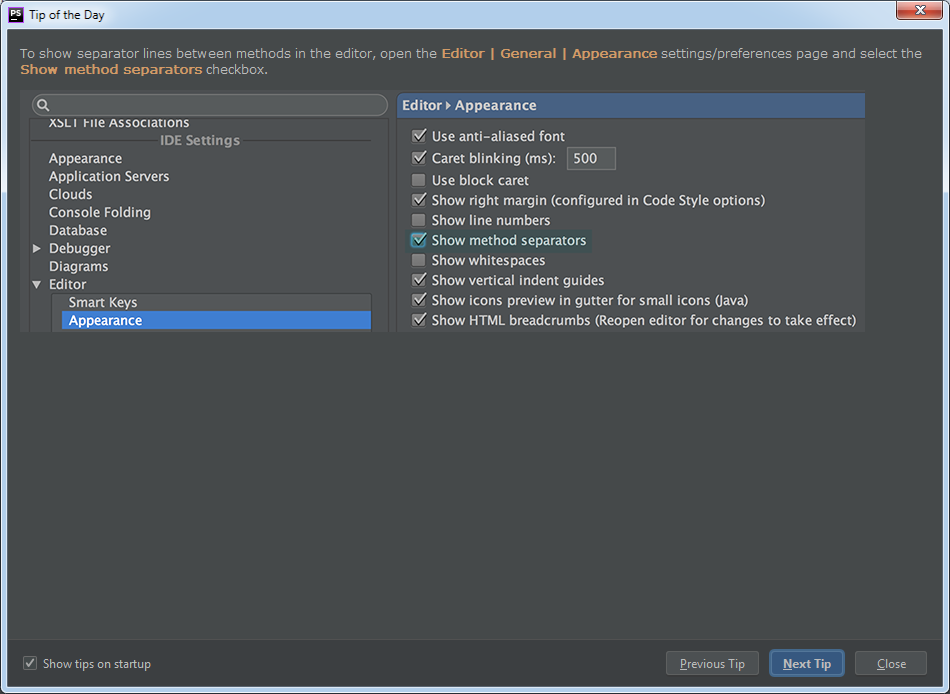 PS Tip of the Day
To show separator lines between methods in the editor, open the Editor | General | Appearance settings/preferences page and select the
Show method separators checkbox.
XSLT File Associations
IDE Settings
Appearance
Application Servers
Clouds
Console Folding
Database
Debugger
Diagrams
Editor
Smart Keys
Appearance
Editor ▸ Appearance
Use anti-aliased font
Caret blinking (ms): 500
Use block caret
Show right margin (configured in Code Style options)
Show line numbers
Show method separators
Show whitespaces
Show vertical indent guides
Show icons preview in gutter for small icons (Java)
Show HTML breadcrumbs (Reopen editor for changes to take effect)
Show tips on startup
Previous Tip
Next Tip
Close